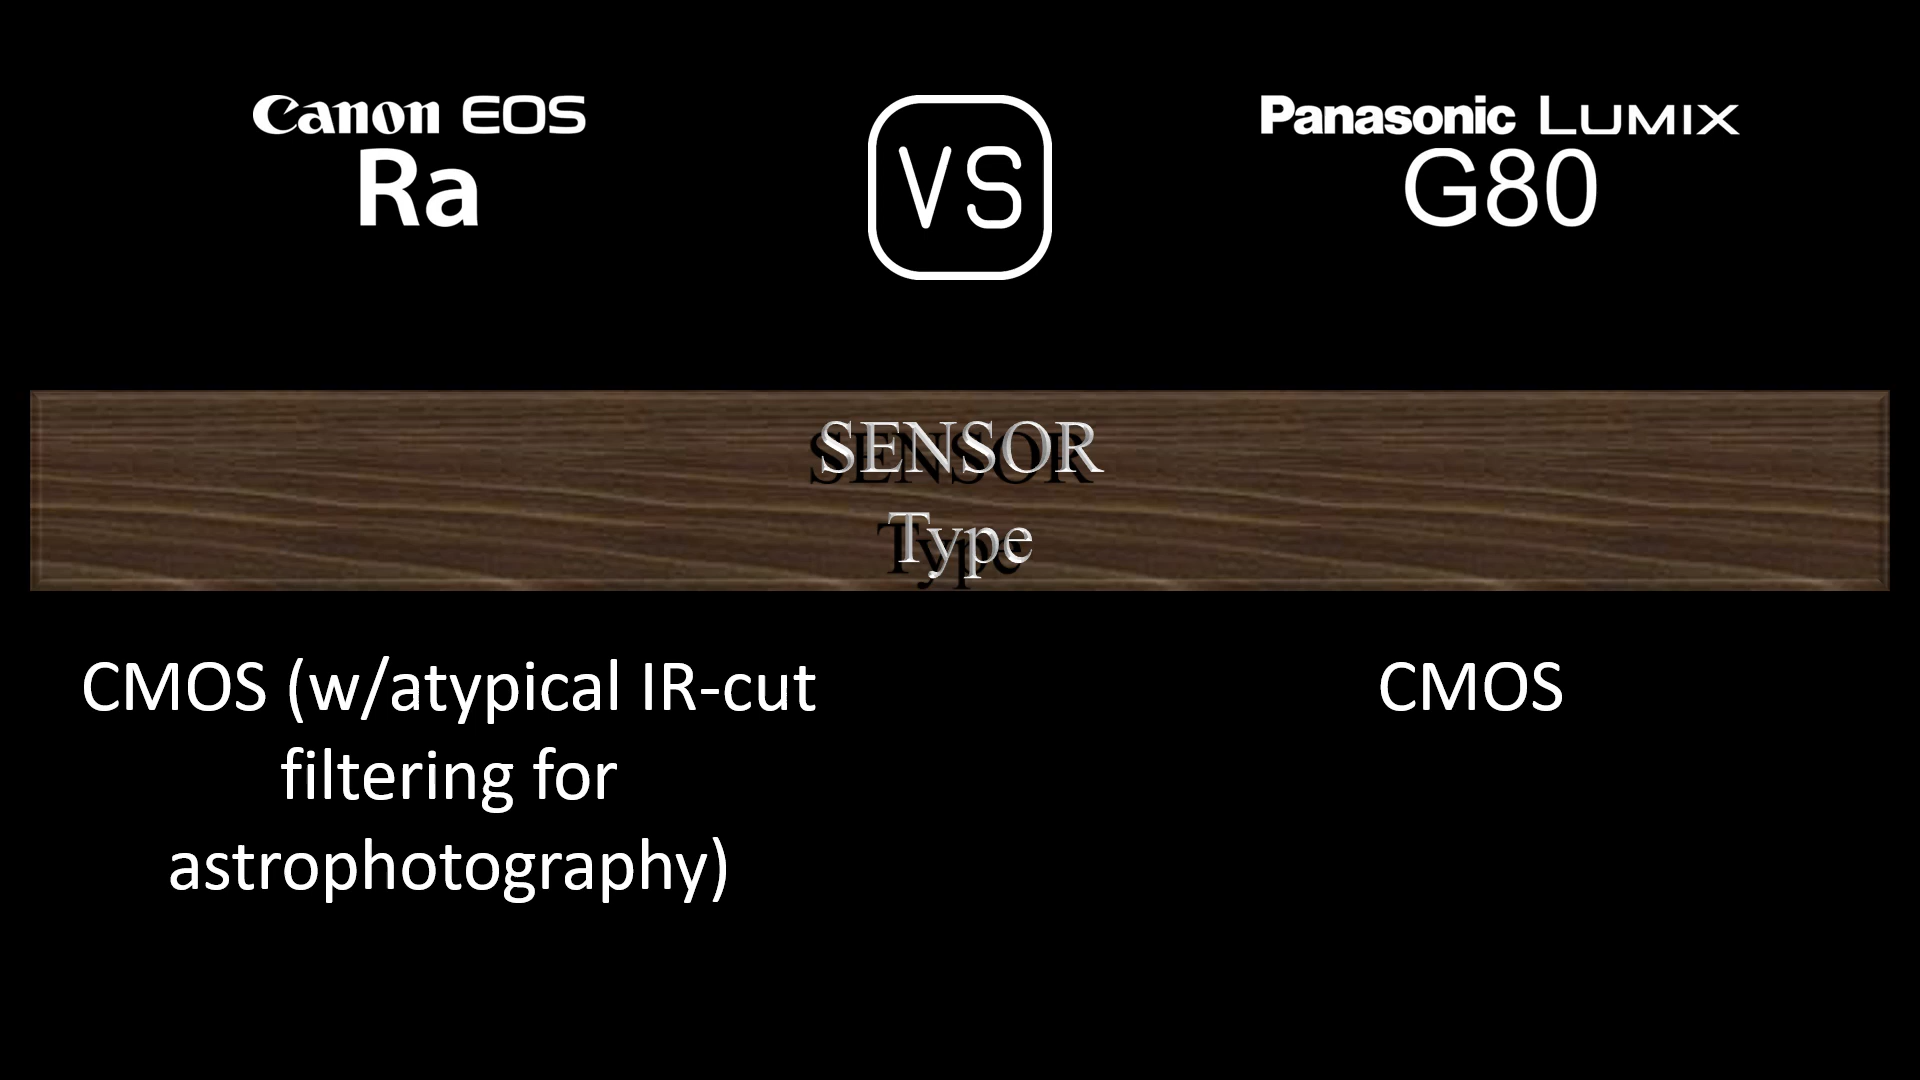 Canon EOS
Ra
VS
Panasonic LUMIX
G80
SENSOR
Type
CMOS (w/atypical IR-cut
filtering for
astrophotography)
CMOS